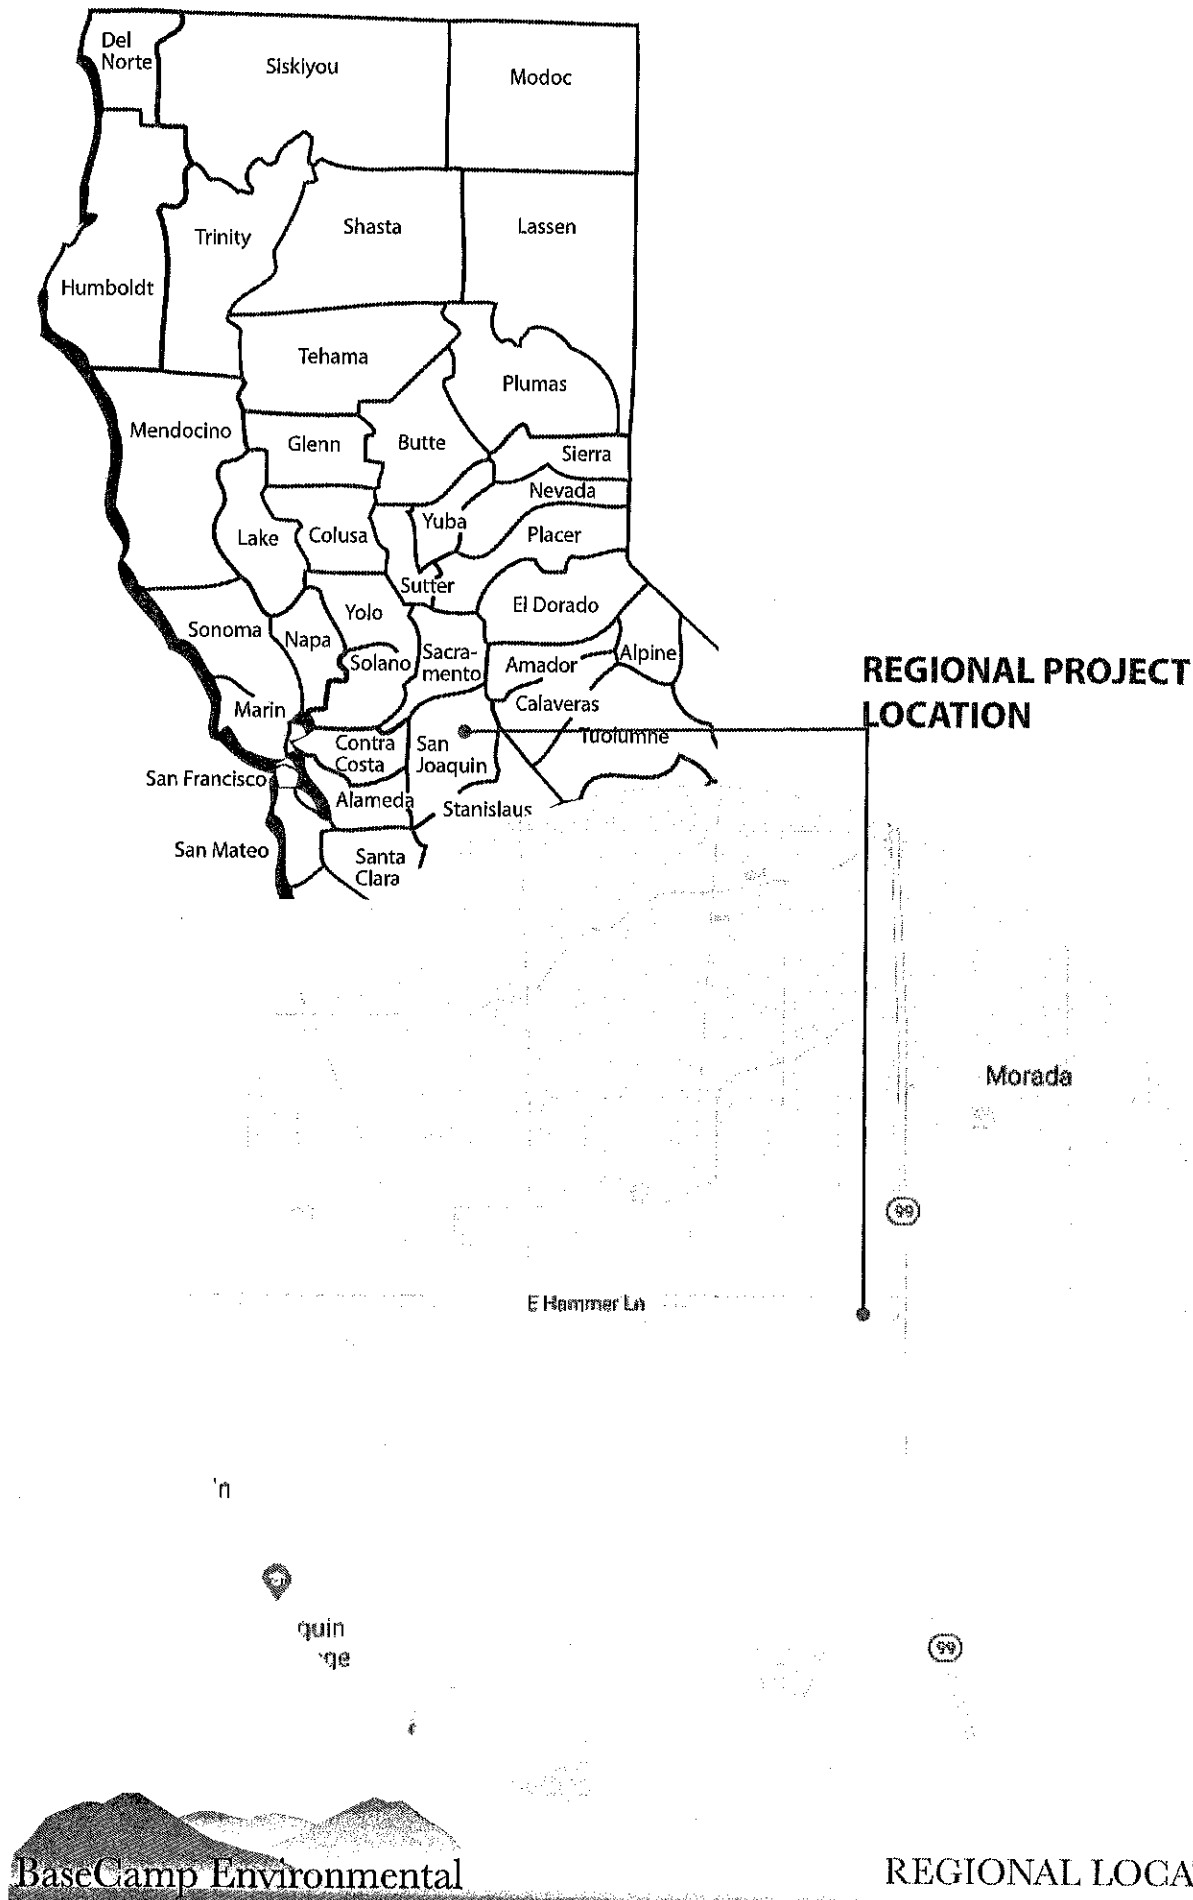 Del
Norte
Siskiyou
Modoc
Trinity
Shasta
Lassen
Humboldt
Tehama
Plumas
Mendocino
Glenn
Butte
Sierra
Nevada
Yuba
Lake
Colusa
Placer
Sutter
El Dorado
Yolo
Sonoma
Napa
Solano
Sacra-
mento
Amador
Alpine
REGIONAL PROJECT
LOCATION
Calaveras
Marin
Tuolumne
Contra
Costa
San
Joaquin
San Francisco
Alameda
Stanislaus
San Mateo
Santa
Clara
Morada
99
E Hammer Ln
'n
quin
ge
99
BaseCamp Environmental
REGIONAL LOCA